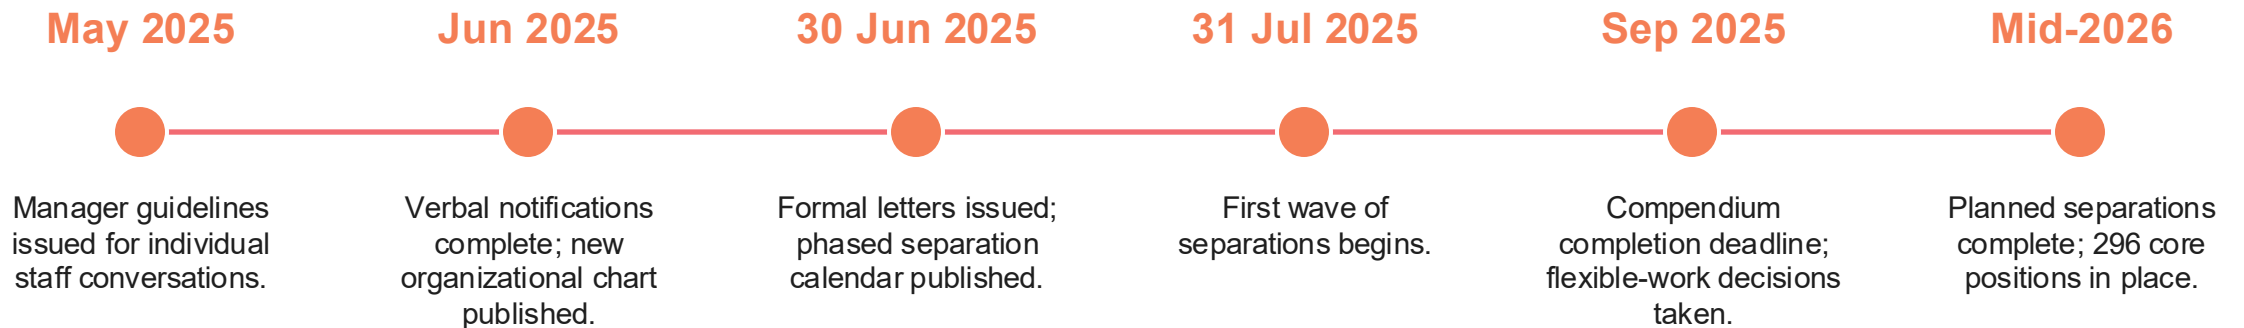 May 2025
Manager guidelines
issued for individual
staff conversations.
Jun 2025
Verbal notifications
complete; new
organizational chart
published.
30 Jun 2025
Formal letters issued;
phased separation
calendar published.
31 Jul 2025
First wave of
separations begins.
Sep 2025
Compendium
completion deadline;
flexible-work decisions
taken.
Mid-2026
Planned separations
complete; 296 core
positions in place.